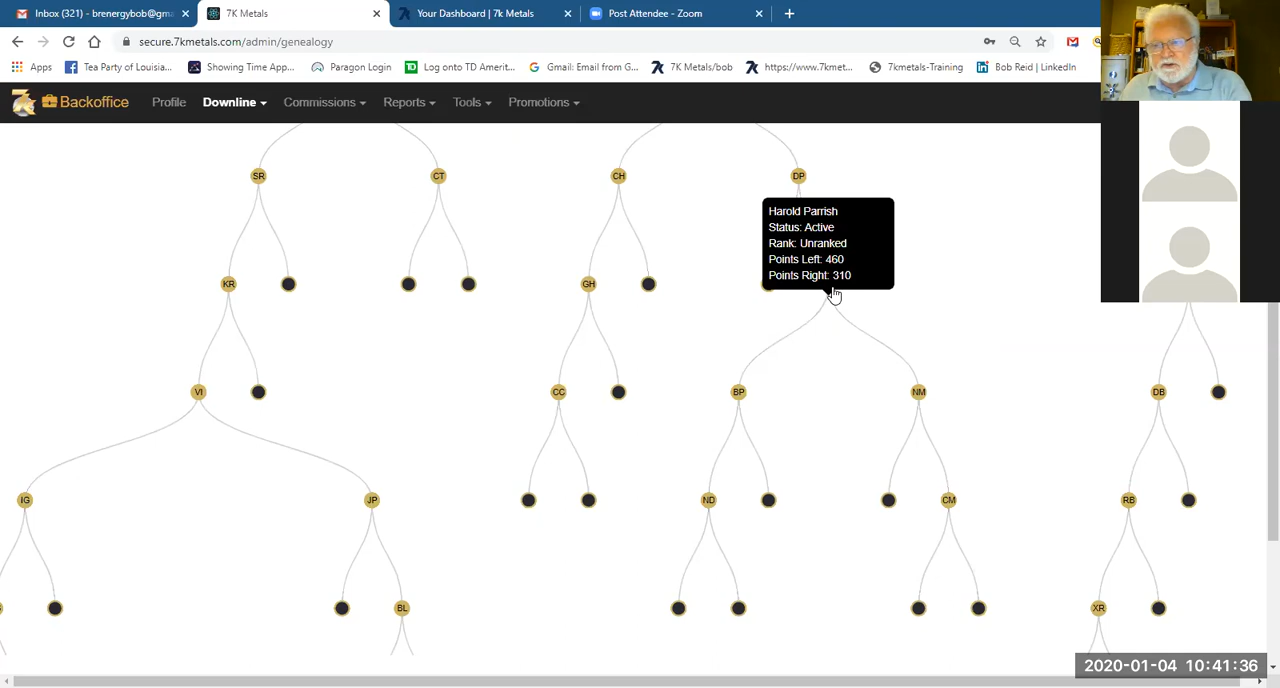 Inbox (321) - brenergybob@gma
7K Metals
Your Dashboard | 7k Metals
Post Attendee - Zoom
secure.7kmetals.com/admin/genealogy
Apps
Tea Party of Louisia...
Showing Time App...
Paragon Login
Log onto TD Amerit...
Gmail: Email from G...
7K Metals/bob
https://www.7kmet...
7kmetals-Training
Bob Reid | LinkedIn
Backoffice
Profile
Downline
Commissions
Reports
Tools
Promotions
SR
CT
CH
DP
Harold Parrish
Status: Active
Rank: Unranked
Points Left: 460
Points Right: 310
KR
GH
VI
CC
BP
NM
DB
IG
JP
ND
CM
RB
BL
XR
2020-01-04 10:41:36